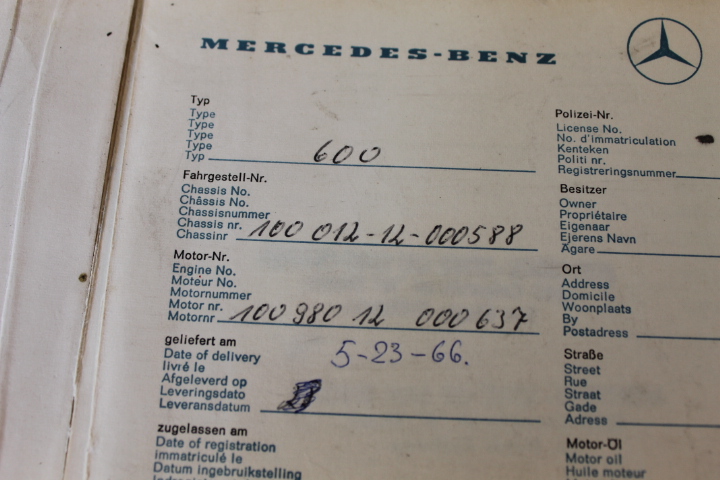 MERCEDES-BENZ
Typ
Type
Type
Type
Type
Typ 600
Fahrgestell-Nr.
Chassis No.
Châssis No.
Chassisnummer
Chassis nr.
Chassinr 100 012-12-000588
Motor-Nr.
Engine No.
Moteur No.
Motornummer
Motor nr.
Motornr 100 980 12 000 637
geliefert am
Date of delivery
livré le
Afgeleverd op
Leveringsdato
Leveransdatum
5-23-66.
zugelassen am
Date of registration
immatriculé le
Datum ingebruikstelling
Polizei-Nr.
License No.
No. d'immatriculation
Kenteken
Politi nr.
Registreringsnummer
Besitzer
Owner
Propriétaire
Eigenaar
Ejerens Navn
Ägare
Ort
Address
Domicile
Woonplaats
By
Postadress
Straße
Street
Rue
Straat
Gade
Adress
Motor-Öl
Motor oil
Huile moteur